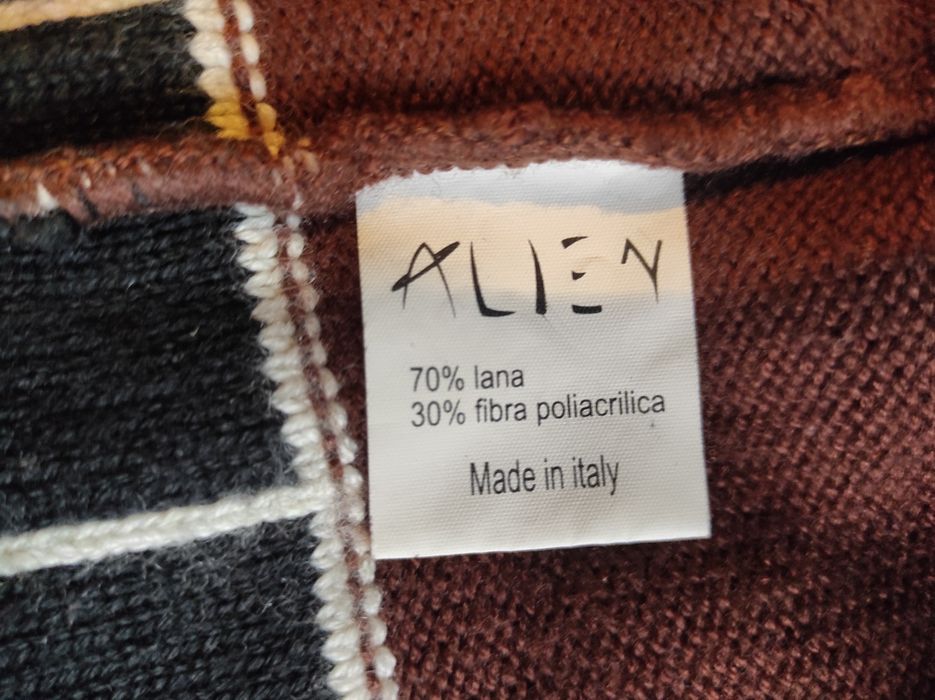 ALIEN
70% lana
30% fibra poliacrilica
Made in italy